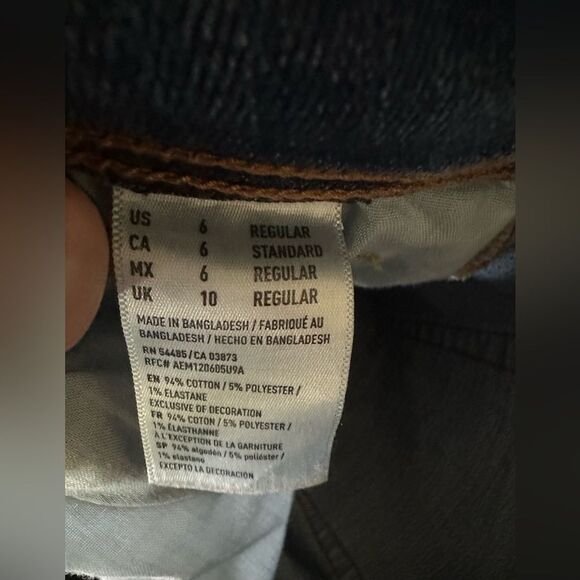 US 6 REGULAR
CA 6 STANDARD
MX 6 REGULAR
UK 10 REGULAR
MADE IN BANGLADESH / FABRIQUÉ AU
BANGLADESH / HECHO EN BANGLADESH
RN 54485 / CA 03873
RFC# AEM120605U9A
EN 94% COTTON / 5% POLYESTER /
1% ELASTANE
EXCLUSIVE OF DECORATION
FR 94% COTON / 5% POLYESTER /
1% ÉLASTHANNE
À L'EXCEPTION DE LA GARNITURE
SP 94% algodón / 5% poliéster /
1% elastano
EXCEPTO LA DECORACIÓN